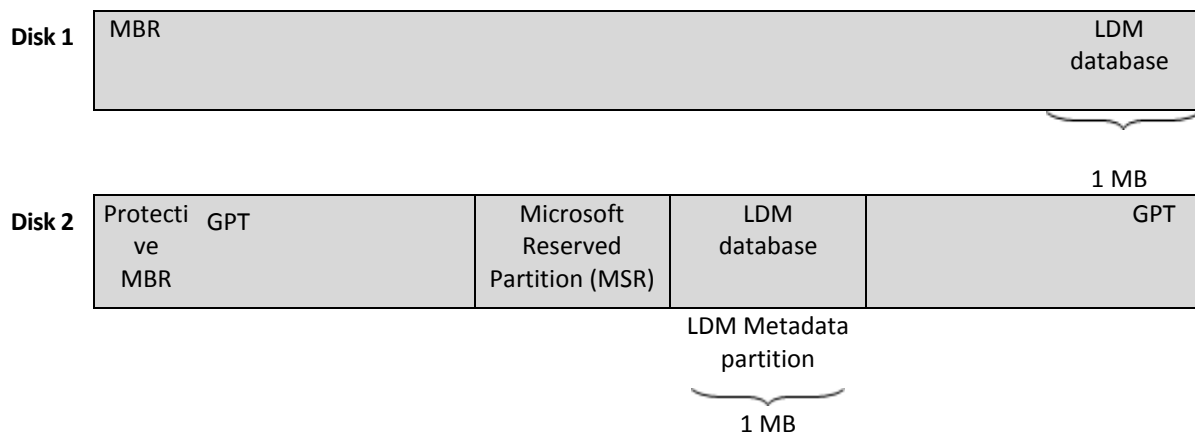 Disk 1
MBR
LDM
database
1 MB
Disk 2
Protecti
ve
MBR
GPT
Microsoft
Reserved
Partition (MSR)
LDM
database
GPT
LDM Metadata
partition
1 MB